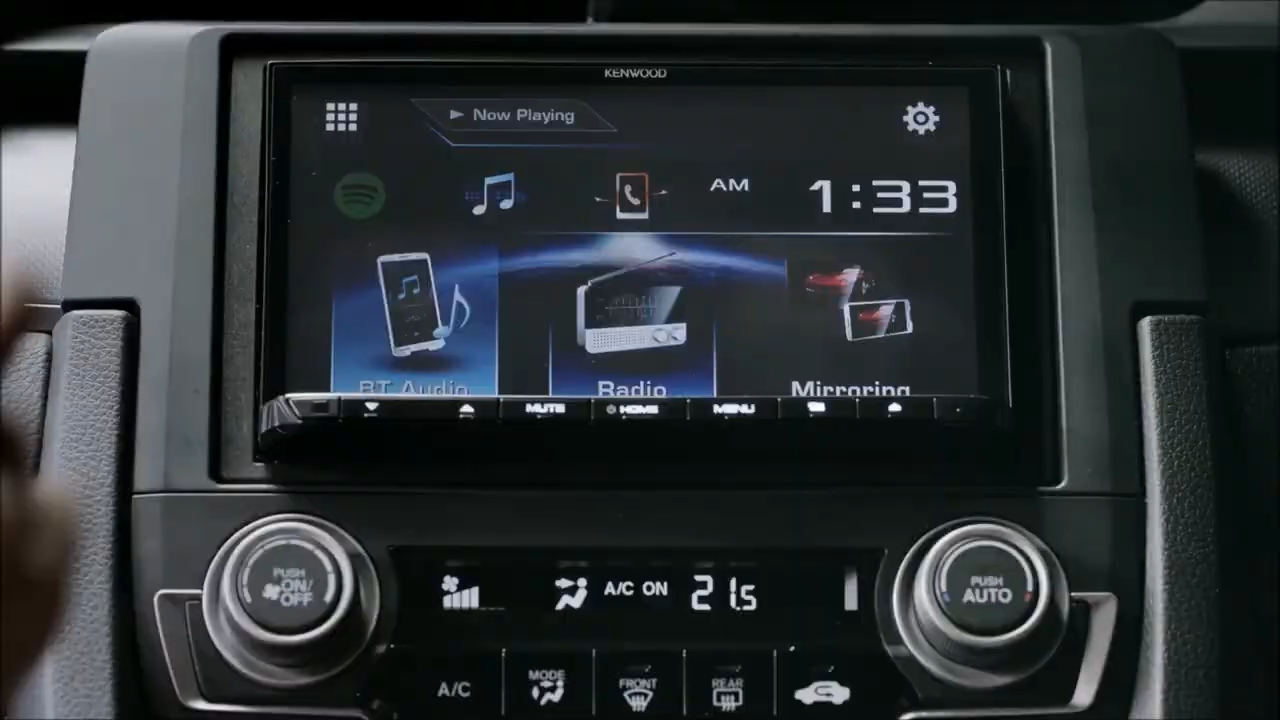 KENWOOD
Now Playing
AM 1:33
BT Audio Radio Mirroring
MUTE HOME MENU
PUSH
ON/
OFF
A/C ON 21.5
PUSH
AUTO
A/C
MODE
FRONT
REAR